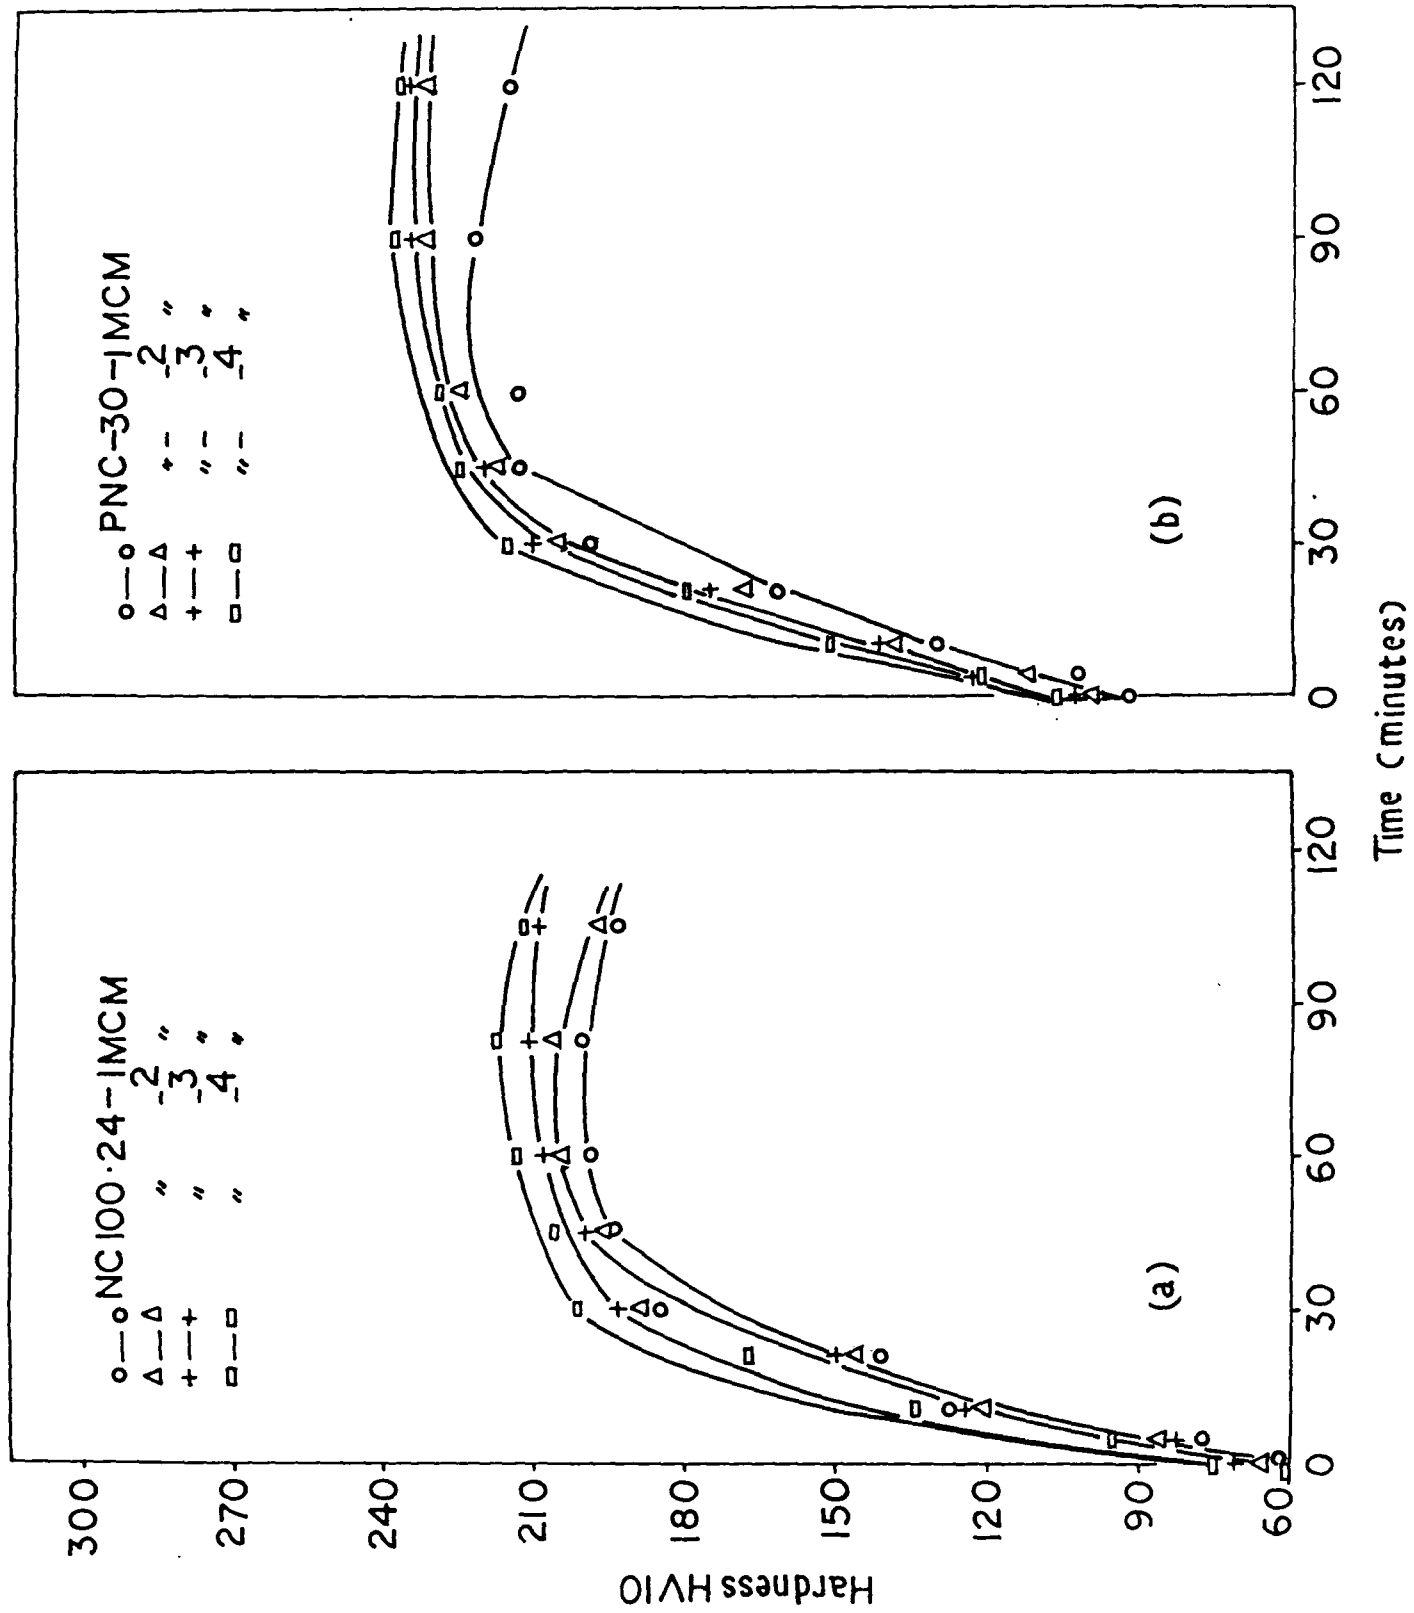 NC100·24-1MCM
〃 -2 〃
〃 -3 〃
〃 -4 〃
PNC-30-1MCM
〃- -2 〃
〃- -3 〃
〃- -4 〃
300
270
240
210
180
150
120
90
60
Hardness HV10
(a)
(b)
0 30 60 90 120
0 30 60 90 120
Time (minutes)